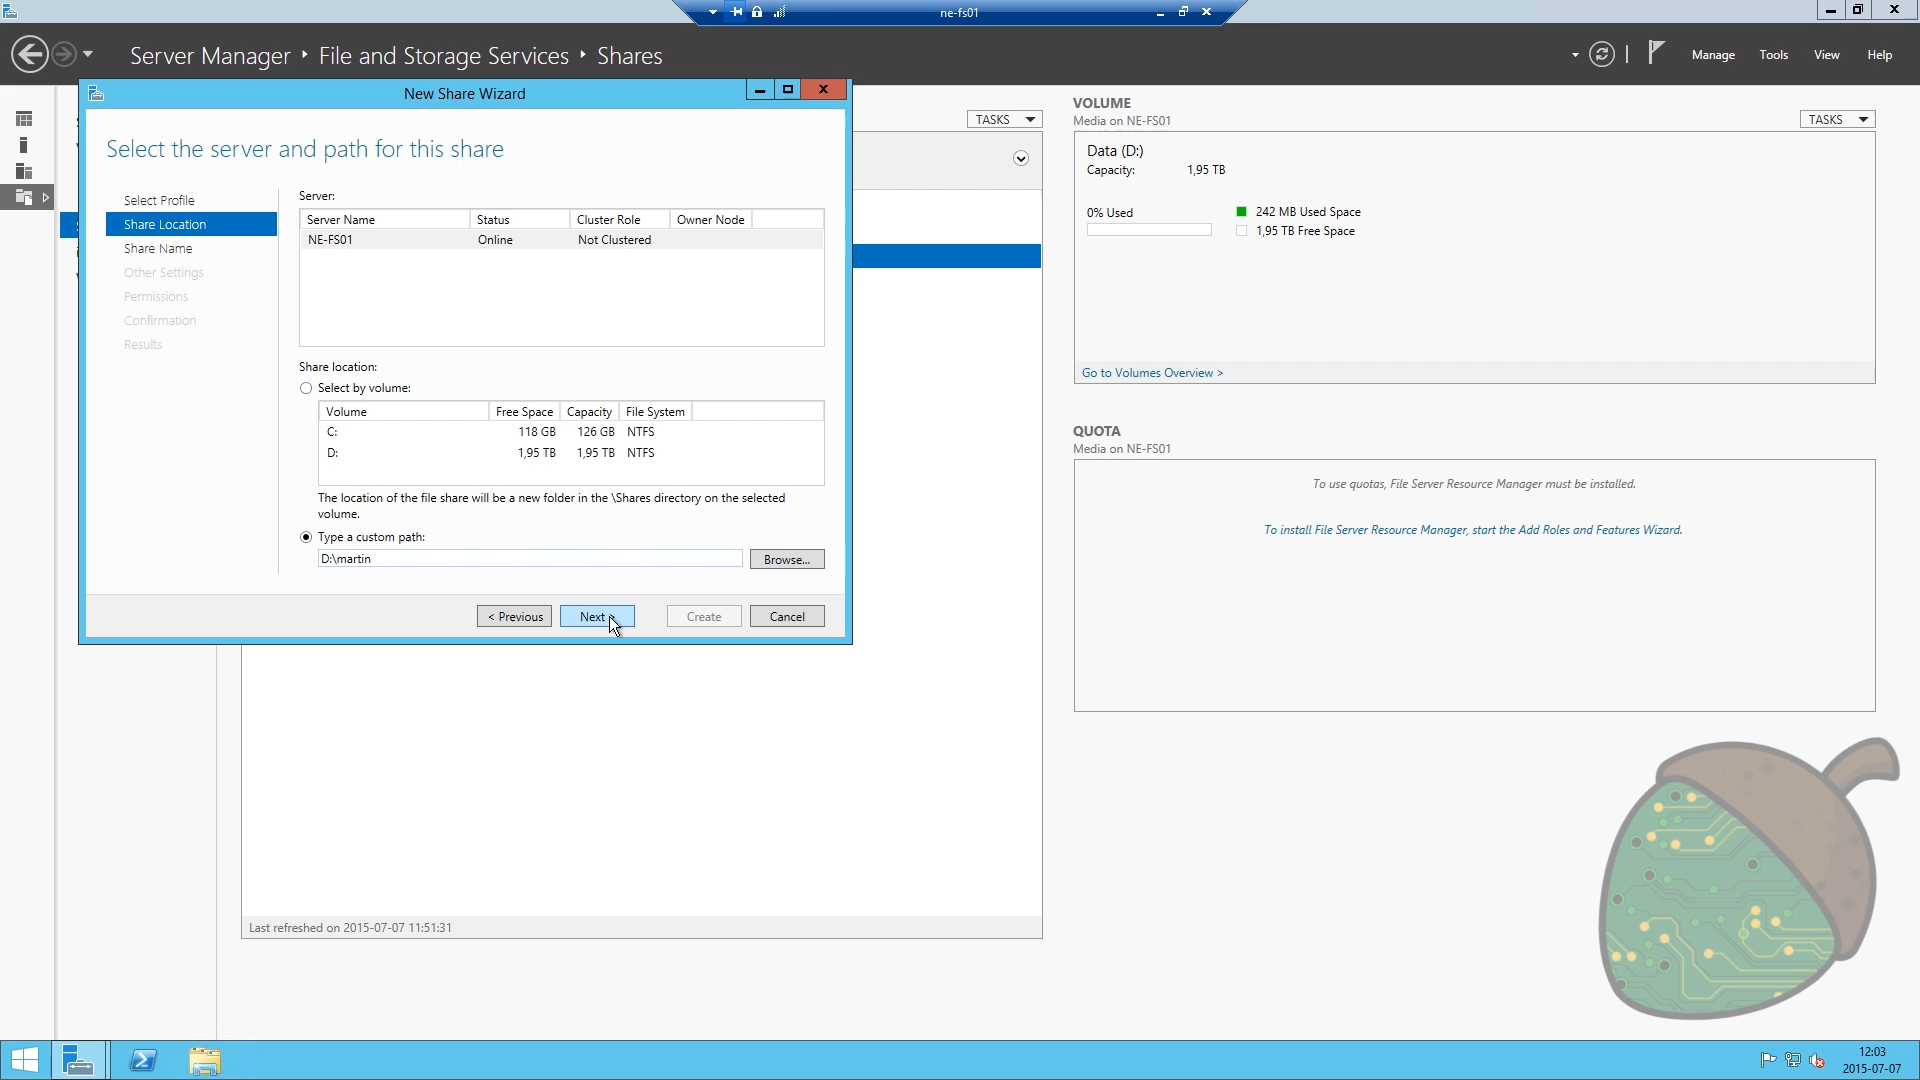 ne-fs01
Server Manager ‣ File and Storage Services ‣ Shares
Manage Tools View Help
New Share Wizard
Select the server and path for this share
Select Profile
Share Location
Share Name
Other Settings
Permissions
Confirmation
Results
Server:
Server Name Status Cluster Role Owner Node
NE-FS01 Online Not Clustered
Share location:
Select by volume:
Volume Free Space Capacity File System
C: 118 GB 126 GB NTFS
D: 1,95 TB 1,95 TB NTFS
The location of the file share will be a new folder in the \Shares directory on the selected
volume.
Type a custom path:
D:\martin
Browse...
< Previous Next Create Cancel
TASKS
Last refreshed on 2015-07-07 11:51:31
VOLUME
Media on NE-FS01
TASKS
Data (D:)
Capacity: 1,95 TB
0% Used
242 MB Used Space
1,95 TB Free Space
Go to Volumes Overview >
QUOTA
Media on NE-FS01
To use quotas, File Server Resource Manager must be installed.
To install File Server Resource Manager, start the Add Roles and Features Wizard.
12:03
2015-07-07